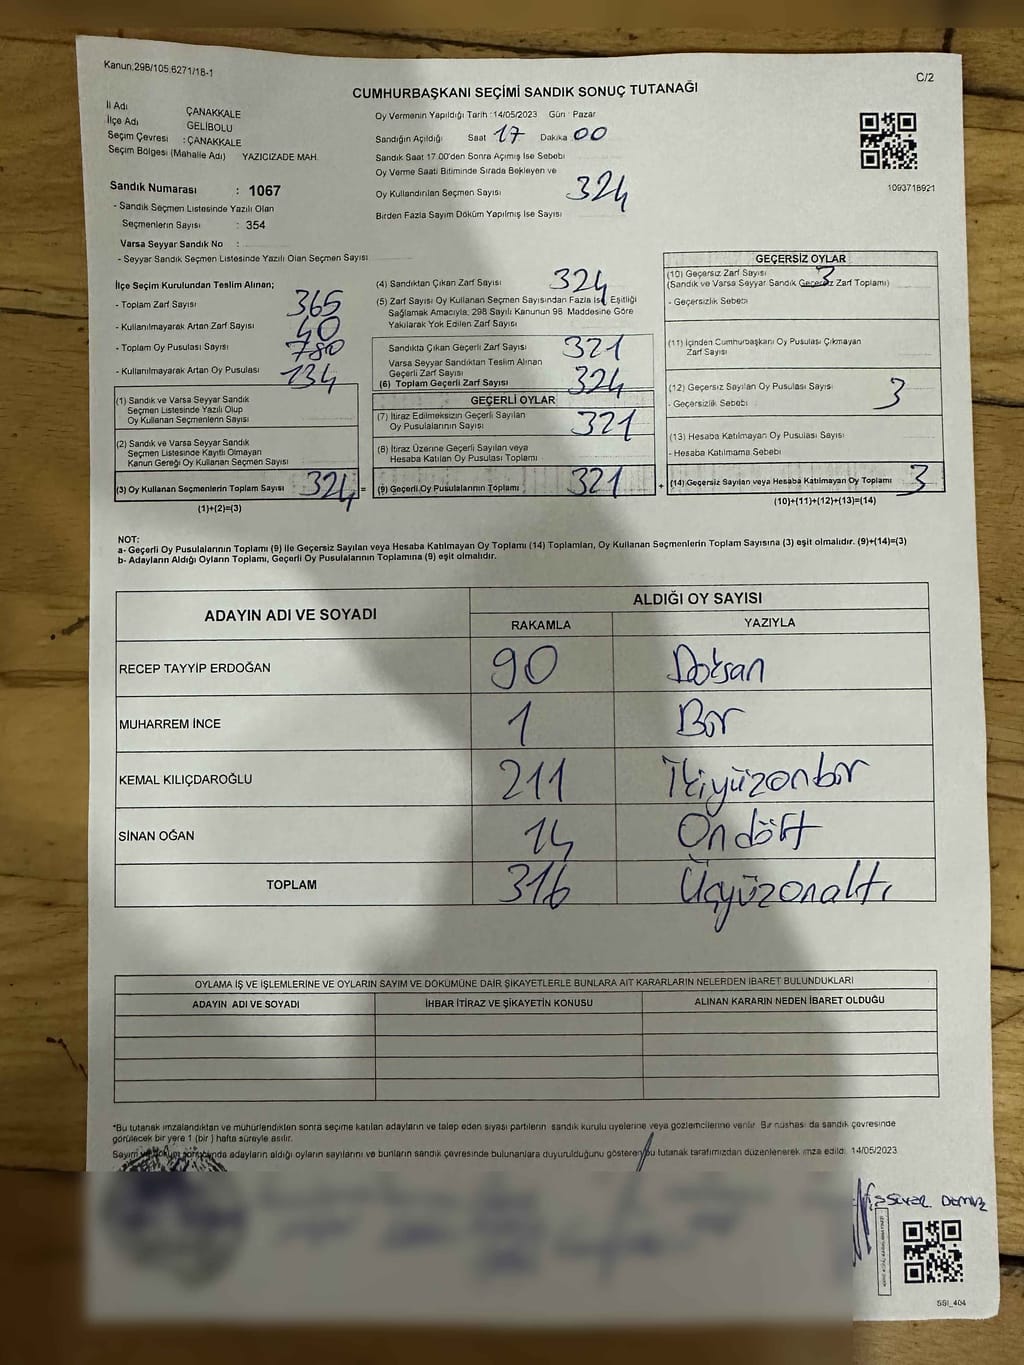 Kanun,298/105.6271/18-1
C/2
CUMHURBAŞKANI SEÇİMİ SANDIK SONUÇ TUTANAĞI
İl Adı ÇANAKKALE
İlçe Adı GELİBOLU
Seçim Çevresi : ÇANAKKALE
Seçim Bölgesi (Mahalle Adı) YAZICIZADE MAH.
Sandık Numarası : 1067
- Sandık Seçmen Listesinde Yazılı Olan
Seçmenlerin Sayısı : 354
Varsa Seyyar Sandık No :
- Seyyar Sandık Seçmen Listesinde Yazılı Olan Seçmen Sayısı
Oy Vermenin Yapıldığı Tarih : 14/05/2023 Gün : Pazar
Sandığın Açıldığı Saat 17 Dakika 00
Sandık Saat 17.00'den Sonra Açımış İse Sebebi
Oy Verme Saati Bitiminde Sırada Bekleyen ve
Oy Kullandırılan Seçmen Sayısı 324
Birden Fazla Sayım Döküm Yapılmış İse Sayısı
1093718921
İlçe Seçim Kurulundan Teslim Alınan;
- Toplam Zarf Sayısı 365
- Kullanılmayarak Artan Zarf Sayısı 40
- Toplam Oy Pusulası Sayısı 780
- Kullanılmayarak Artan Oy Pusulası 134
(1) Sandık ve Varsa Seyyar Sandık
Seçmen Listesinde Yazılı Olup
Oy Kullanan Seçmenlerin Sayısı
(2) Sandık ve Varsa Seyyar Sandık
Seçmen Listesinde Kayıtlı Olmayan
Kanun Gereği Oy Kullanan Seçmen Sayısı
(3) Oy Kullanan Seçmenlerin Toplam Sayısı 324 =
(1)+(2)=(3)
(4) Sandıktan Çıkan Zarf Sayısı 324
(5) Zarf Sayısı Oy Kullanan Seçmen Sayısından Fazla İse, Eşitliği
Sağlamak Amacıyla; 298 Sayılı Kanunun 98 Maddesine Göre
Yakılarak Yok Edilen Zarf Sayısı
Sandıkta Çıkan Geçerli Zarf Sayısı 321
Varsa Seyyar Sandıktan Teslim Alınan
Geçerli Zarf Sayısı
(6) Toplam Geçerli Zarf Sayısı 324
GEÇERLİ OYLAR
(7) İtiraz Edilmeksizin Geçerli Sayılan
Oy Pusulalarının Sayısı 321
(8) İtiraz Üzerine Geçerli Sayılan veya
Hesaba Katılan Oy Pusulası Toplamı
(9) Geçerli Oy Pusulalarının Toplamı 321 +
GEÇERSİZ OYLAR
(10) Geçersiz Zarf Sayısı 3
(Sandık ve Varsa Seyyar Sandık Geçersiz Zarf Toplamı)
- Geçersizlik Sebebi
(11) İçinden Cumhurbaşkanı Oy Pusulası Çıkmayan
Zarf Sayısı
(12) Geçersiz Sayılan Oy Pusulası Sayısı 3
- Geçersizlik Sebebi
(13) Hesaba Katılmayan Oy Pusulası Sayısı
- Hesaba Katılmama Sebebi
(14) Geçersiz Sayılan veya Hesaba Katılmayan Oy Toplamı 3
(10)+(11)+(12)+(13)=(14)
NOT:
a- Geçerli Oy Pusulalarının Toplamı (9) ile Geçersiz Sayılan veya Hesaba Katılmayan Oy Toplamı (14) Toplamları, Oy Kullanan Seçmenlerin Toplam Sayısına (3) eşit olmalıdır. (9)+(14)=(3)
b- Adayların Aldığı Oyların Toplamı, Geçerli Oy Pusulalarının Toplamına (9) eşit olmalıdır.
ADAYIN ADI VE SOYADI ALDIĞI OY SAYISI
RAKAMLA YAZIYLA
RECEP TAYYİP ERDOĞAN 90 Doksan
MUHARREM İNCE 1 Bir
KEMAL KILIÇDAROĞLU 211 İkiyüzonbir
SİNAN OĞAN 14 Ondört
TOPLAM 316 Üçyüzonaltı
OYLAMA İŞ VE İŞLEMLERİNE VE OYLARIN SAYIM VE DÖKÜMÜNE DAİR ŞİKAYETLERLE BUNLARA AİT KARARLARIN NELERDEN İBARET BULUNDUKLARI
ADAYIN ADI VE SOYADI İHBAR İTİRAZ VE ŞİKAYETİN KONUSU ALINAN KARARIN NEDEN İBARET OLDUĞU
*Bu tutanak imzalandıktan ve mühürlendikten sonra seçime katılan adayların ve talep eden siyasi partilerin sandık kurulu üyelerine veya gözlemcilerine verilir. Bir nüshası da sandık çevresinde
görülecek bir yere 1 (bir) hafta süreyle asılır.
Sayım ve döküm sonucunda adayların aldığı oyların sayılarını ve bunların sandık çevresinde bulunanlara duyurulduğunu gösteren bu tutanak tarafımızdan düzenlenerek imza edildi. 14/05/2023
SSI_404